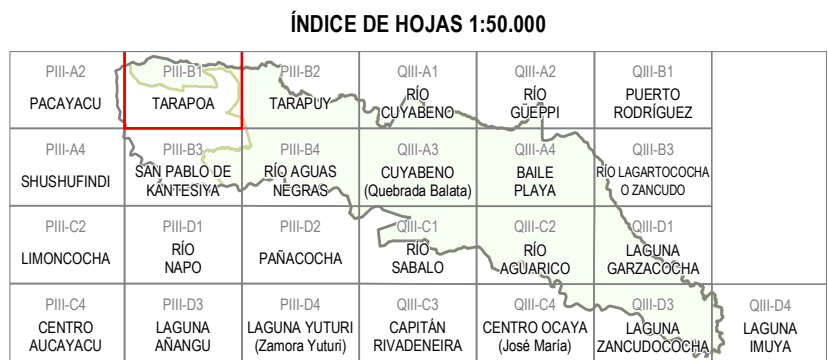 ÍNDICE DE HOJAS 1:50.000
PIII-A2
PACAYACU
PIII-B1
TARAPOA
PIII-B2
TARAPUY
QIII-A1
RÍO
CUYABENO
QIII-A2
RÍO
GÜEPPI
QIII-B1
PUERTO
RODRÍGUEZ
PIII-A4
SHUSHUFINDI
PIII-B3
SAN PABLO DE
KANTESIYA
PIII-B4
RÍO AGUAS
NEGRAS
QIII-A3
CUYABENO
(Quebrada Balata)
QIII-A4
BAILE
PLAYA
QIII-B3
RÍO LAGARTOCOCHA
O ZANCUDO
PIII-C2
LIMONCOCHA
PIII-D1
RÍO
NAPO
PIII-D2
PAÑACOCHA
QIII-C1
RÍO
SABALO
QIII-C2
RÍO
AGUARICO
QIII-D1
LAGUNA
GARZACOCHA
PIII-C4
CENTRO
AUCAYACU
PIII-D3
LAGUNA
AÑANGU
PIII-D4
LAGUNA YUTURI
(Zamora Yuturi)
QIII-C3
CAPITÁN
RIVADENEIRA
QIII-C4
CENTRO OCAYA
(José María)
QIII-D3
LAGUNA
ZANCUDOCOCHA
QIII-D4
LAGUNA
IMUYA